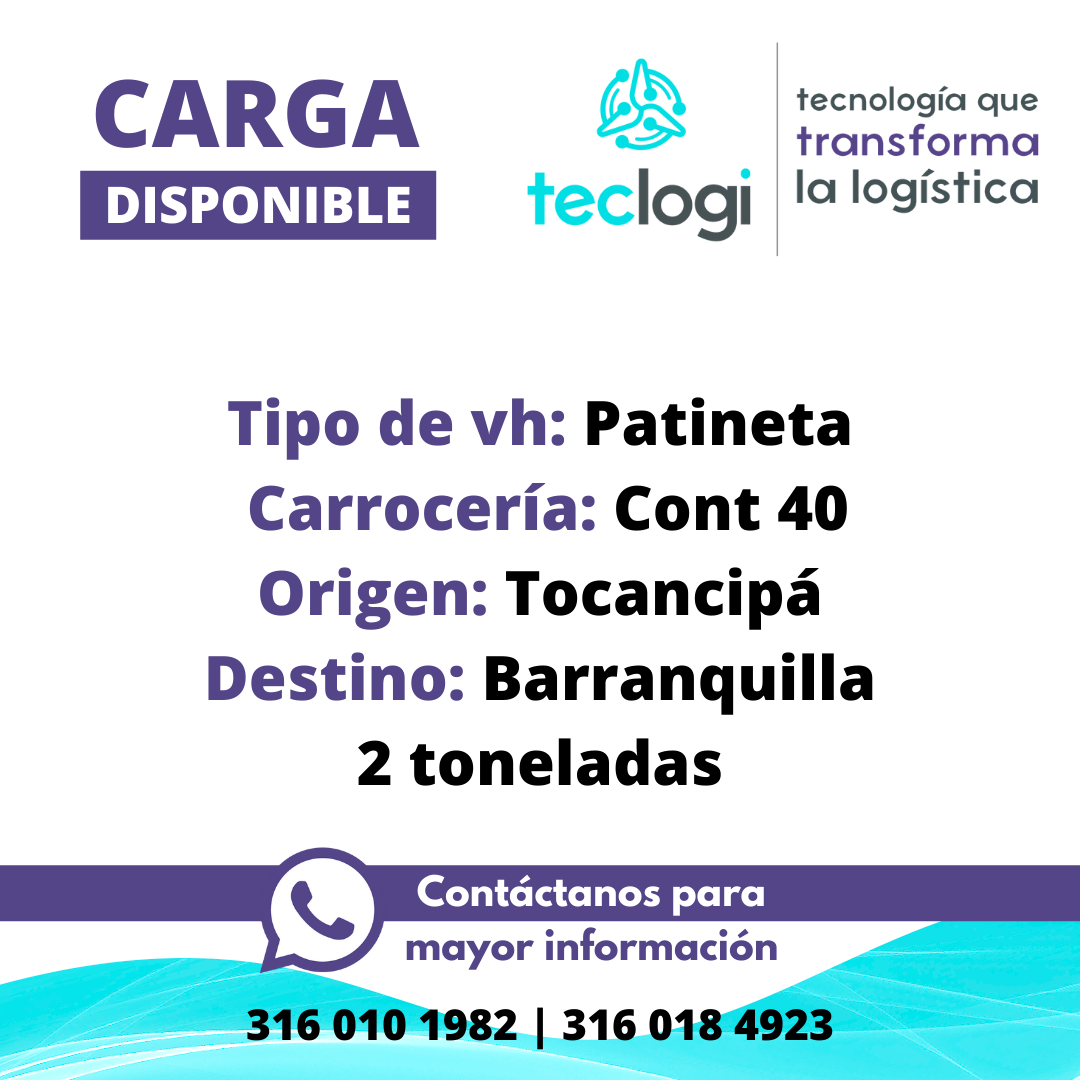 CARGA
DISPONIBLE
teclogi
tecnología que
transforma
la logística
Tipo de vh: Patineta
Carrocería: Cont 40
Origen: Tocancipá
Destino: Barranquilla
2 toneladas
Contáctanos para
mayor información
316 010 1982 | 316 018 4923